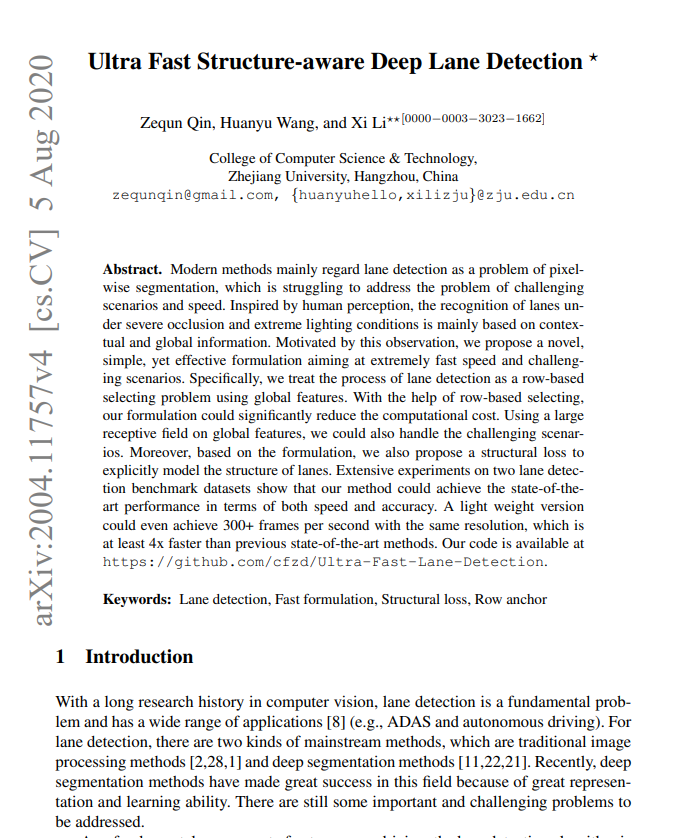 Ultra Fast Structure-aware Deep Lane Detection ⋆
Zequn Qin, Huanyu Wang, and Xi Li⋆⋆[0000−0003−3023−1662]
College of Computer Science & Technology,
Zhejiang University, Hangzhou, China
zequnqin@gmail.com, {huanyuhello,xilizju}@zju.edu.cn
arXiv:2004.11757v4 [cs.CV] 5 Aug 2020
Abstract. Modern methods mainly regard lane detection as a problem of pixel-
wise segmentation, which is struggling to address the problem of challenging
scenarios and speed. Inspired by human perception, the recognition of lanes un-
der severe occlusion and extreme lighting conditions is mainly based on contex-
tual and global information. Motivated by this observation, we propose a novel,
simple, yet effective formulation aiming at extremely fast speed and challeng-
ing scenarios. Specifically, we treat the process of lane detection as a row-based
selecting problem using global features. With the help of row-based selecting,
our formulation could significantly reduce the computational cost. Using a large
receptive field on global features, we could also handle the challenging scenar-
ios. Moreover, based on the formulation, we also propose a structural loss to
explicitly model the structure of lanes. Extensive experiments on two lane detec-
tion benchmark datasets show that our method could achieve the state-of-the-
art performance in terms of both speed and accuracy. A light weight version
could even achieve 300+ frames per second with the same resolution, which is
at least 4x faster than previous state-of-the-art methods. Our code is available at
https://github.com/cfzd/Ultra-Fast-Lane-Detection.
Keywords: Lane detection, Fast formulation, Structural loss, Row anchor
1 Introduction
With a long research history in computer vision, lane detection is a fundamental prob-
lem and has a wide range of applications [8] (e.g., ADAS and autonomous driving). For
lane detection, there are two kinds of mainstream methods, which are traditional image
processing methods [2,28,1] and deep segmentation methods [11,22,21]. Recently, deep
segmentation methods have made great success in this field because of great represen-
tation and learning ability. There are still some important and challenging problems to
be addressed.